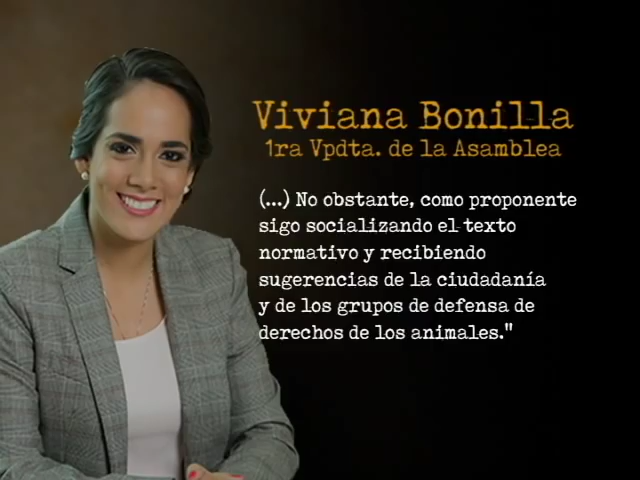 Viviana Bonilla
1ra Vpdta. de la Asamblea
(...) No obstante, como proponente
sigo socializando el texto
normativo y recibiendo
sugerencias de la ciudadanía
y de los grupos de defensa de
derechos de los animales."